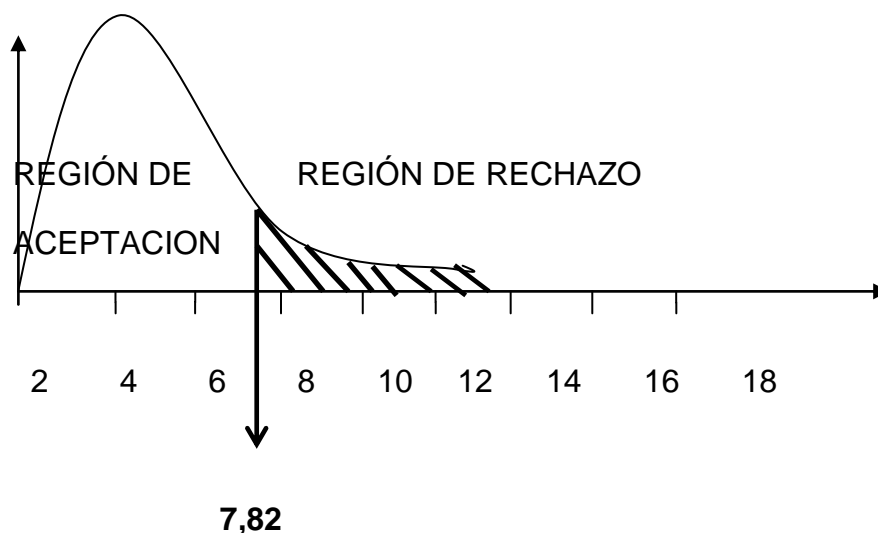 REGIÓN DE REGIÓN DE RECHAZO
ACEPTACION
2 4 6 8 10 12 14 16 18
7,82